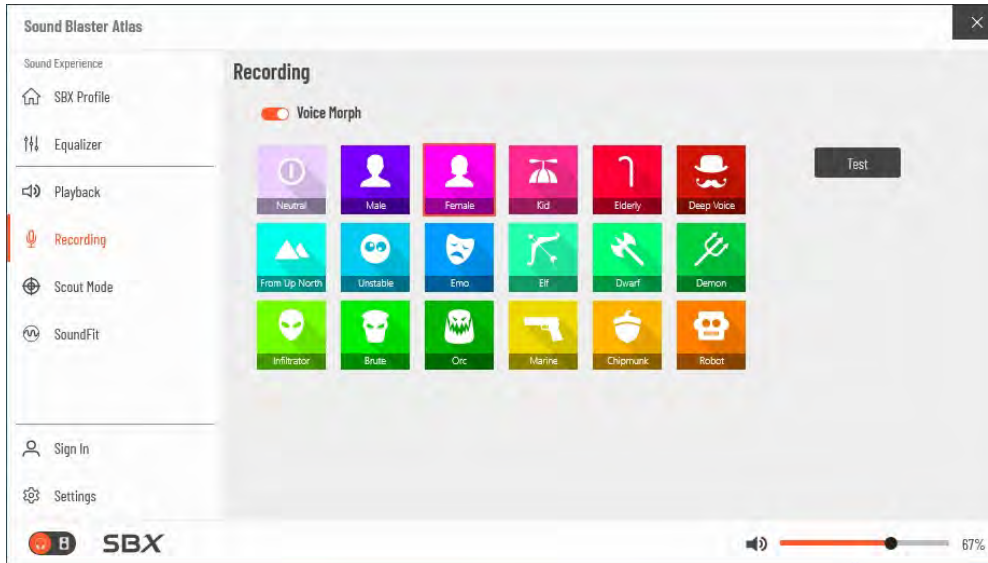 Sound Blaster Atlas
Sound Experience
SBX Profile
Equalizer
Playback
Recording
Scout Mode
SoundFit
Sign In
Settings
Recording
Voice Morph
Neutral Male Female Kid Elderly Deep Voice
From Up North Unstable Emo Elf Dwarf Demon
Infiltrator Brute Orc Marine Chipmunk Robot
Test
SBX
67%